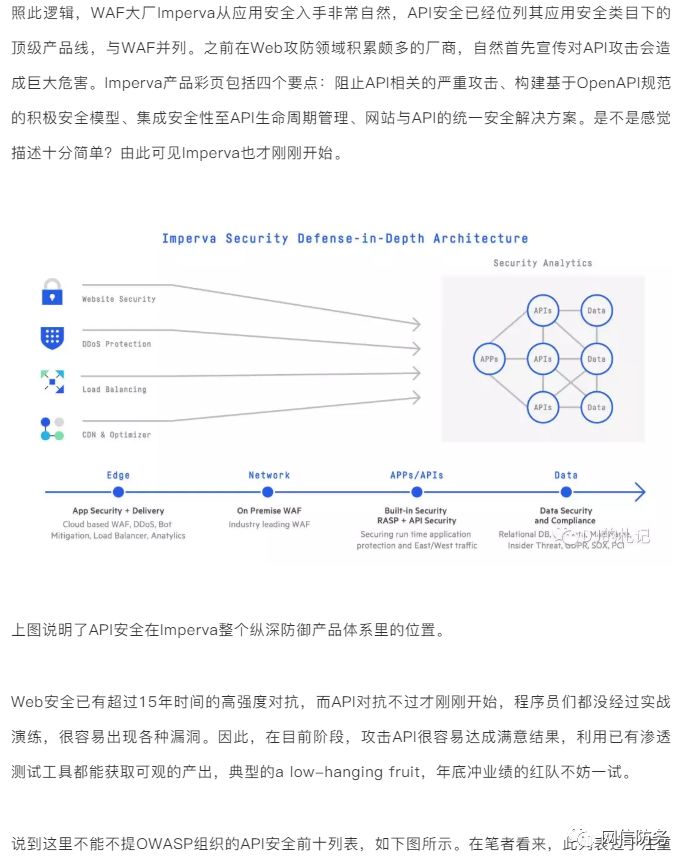 照此逻辑，WAF大厂Imperva从应用安全入手非常自然，API安全已经位列其应用安全类目下的
顶级产品线，与WAF并列。之前在Web攻防领域积累颇多的厂商，自然首先宣传对API攻击会造
成巨大危害。Imperva产品彩页包括四个要点：阻止API相关的严重攻击、构建基于OpenAPI规范
的积极安全模型、集成安全性至API生命周期管理、网站与API的统一安全解决方案。是不是感觉
描述十分简单？由此可见Imperva也才刚刚开始。
Imperva Security Defense-in-Depth Architecture
Security Analytics
Website Security
DDoS Protection
Load Balancing
CDN & Optimizer
APIs
Data
APPs
APIs
Data
APIs
Data
Edge
Network
APPs/APIs
Data
App Security + Delivery
Cloud based WAF, DDoS, Bot
Mitigation, Load Balancer, Anatytics
On Premise WAF
Industry leading WAF
Built-in Security
RASP + API Security
Securing run time application
protection and East/West traffic
Data Security
and Compliance
Relational DB,
Insider Threat, GDPR, SOX, PCI
上图说明了API安全在Imperva整个纵深防御产品体系里的位置。
Web安全已有超过15年时间的高强度对抗，而API对抗不过才刚刚开始，程序员们都没经过实战
演练，很容易出现各种漏洞。因此，在目前阶段，攻击API很容易达成满意结果，利用已有渗透
测试工具都能获取可观的产出，典型的a low-hanging fruit，年底冲业绩的红队不妨一试。
说到这里不能不提OWASP组织的API安全前十列表，如下图所示。在笔者看来，此
网信防务